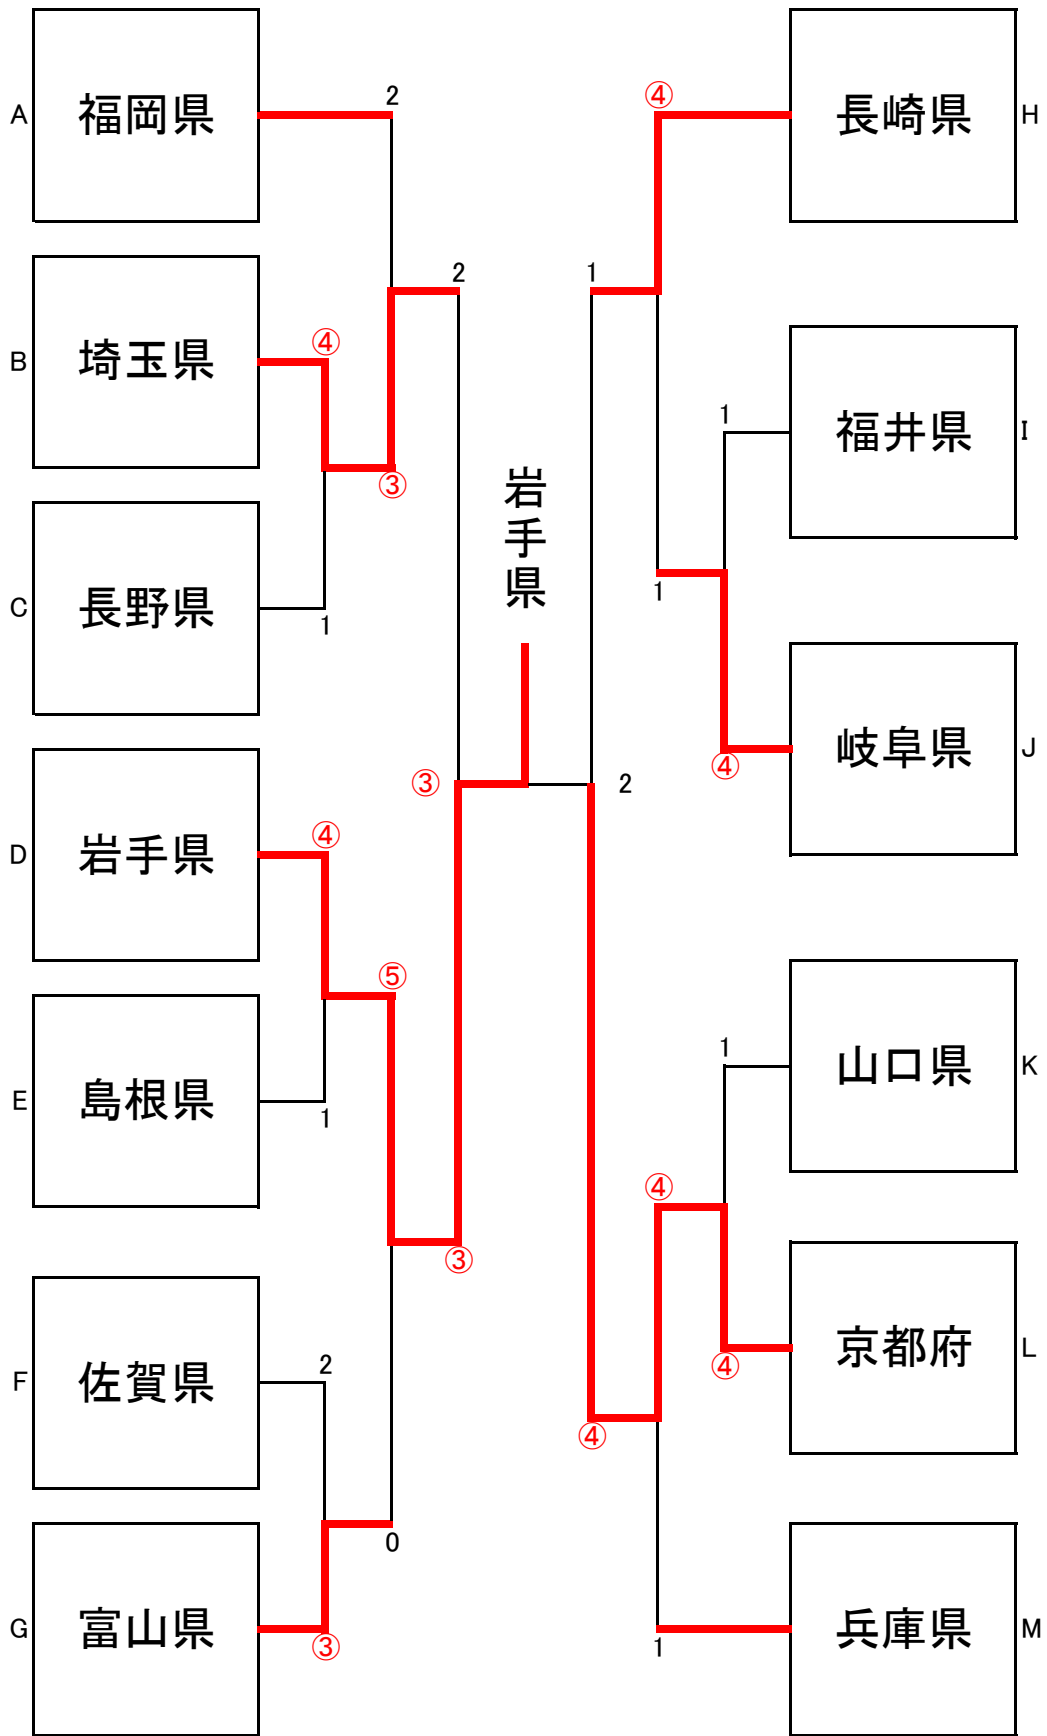 A 福岡県 2 ④ 長崎県 H
2 1
B 埼玉県 ④ ③
1 福井県 I
岩手県
C 長野県 1
1
④ 岐阜県 J
③ 2
D 岩手県 ④ ⑤
1 山口県 K
E 島根県 1
④
③
F 佐賀県 2
④ 京都府 L
④
0
G 富山県 ③
1 兵庫県 M